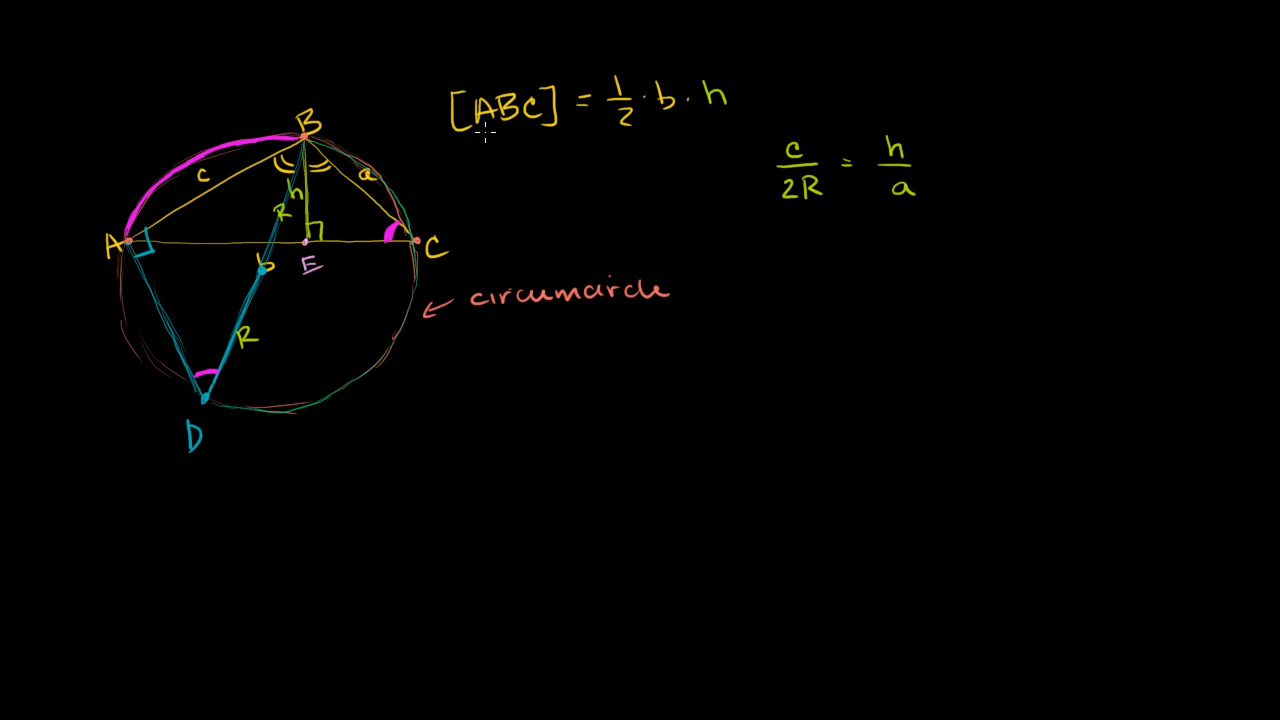 [ABC] = 1/2 · b · h
c/2R = h/a
B
c
a
h
R
A
C
b
E
circumcircle
R
D